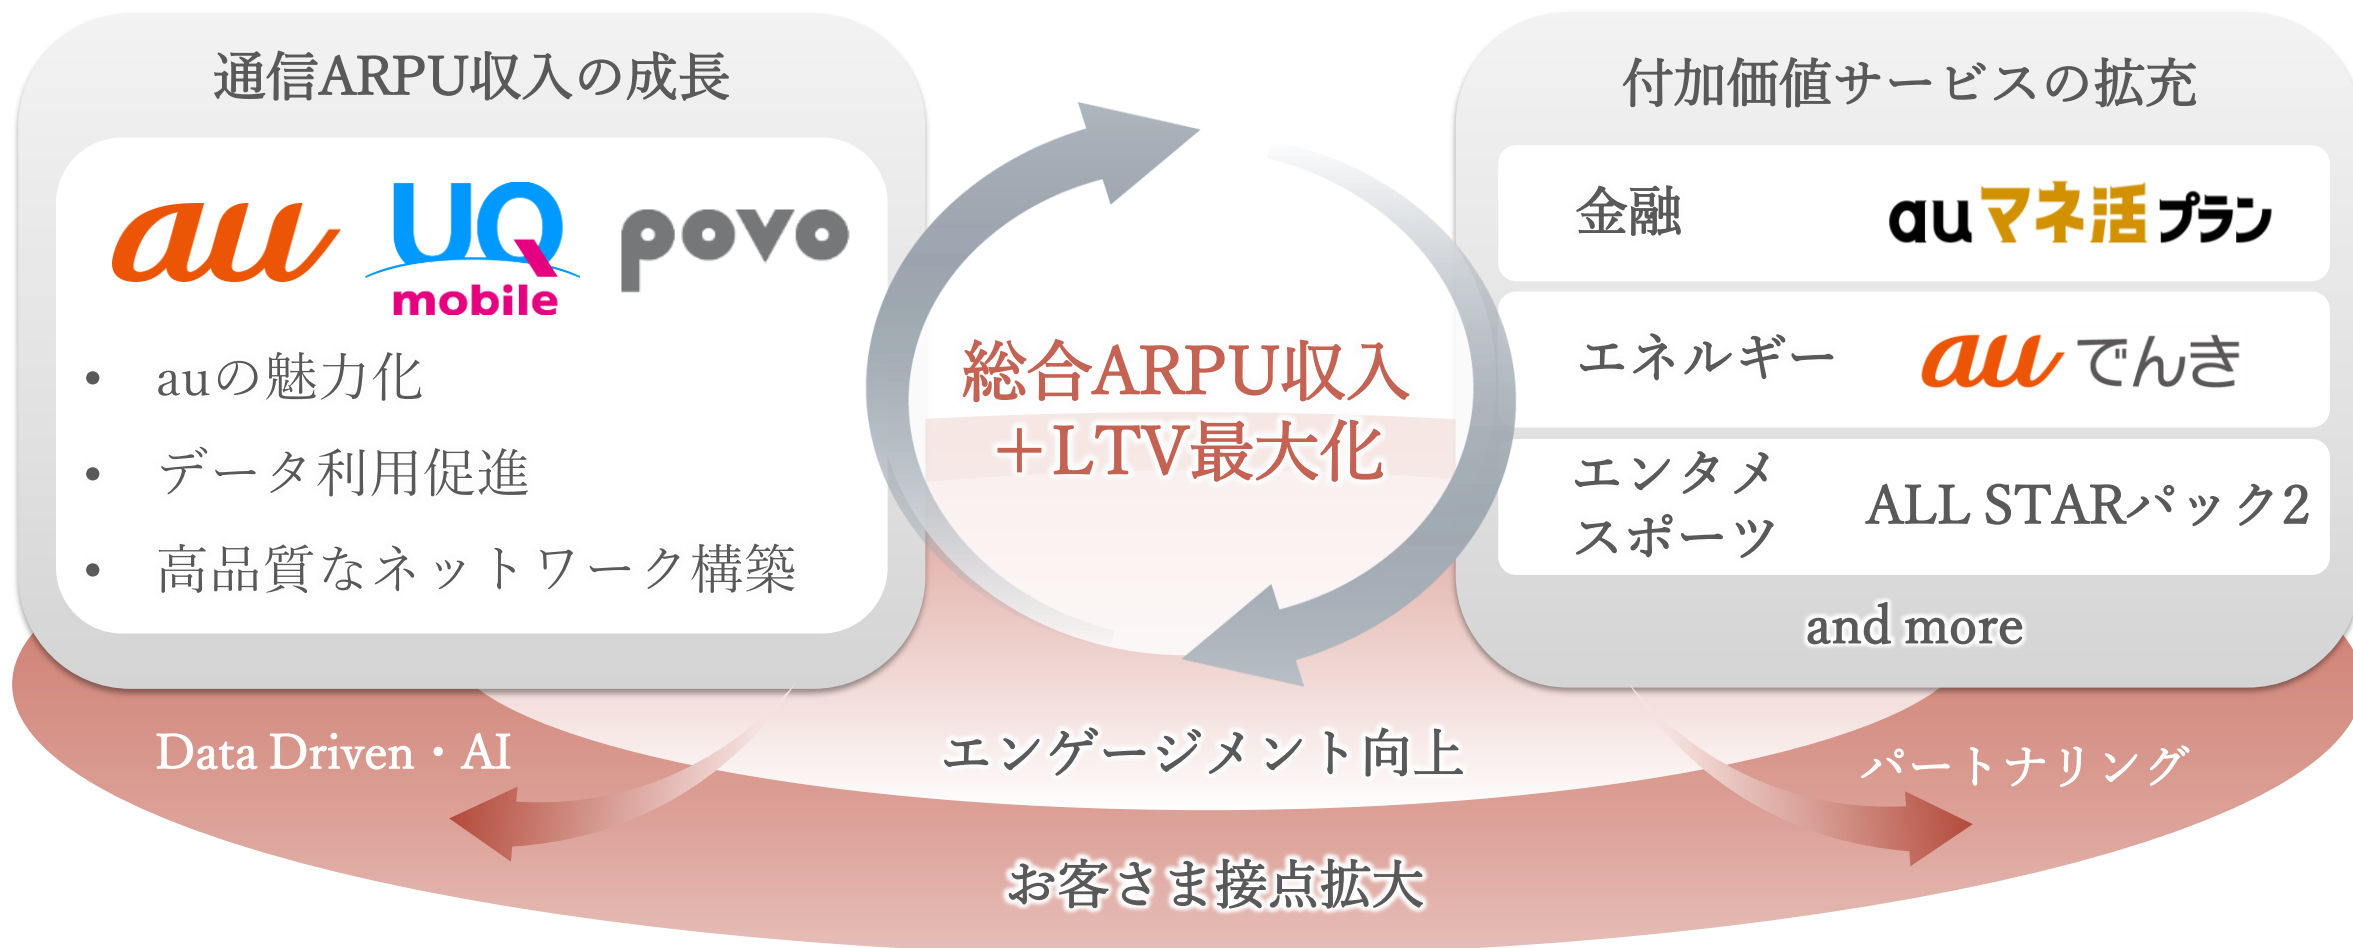 通信ARPU収入の成長
au UQ mobile povo
• auの魅力化
• データ利用促進
• 高品質なネットワーク構築
総合ARPU収入
＋LTV最大化
付加価値サービスの拡充
金融 auマネ活プラン
エネルギー auでんき
エンタメ
スポーツ ALL STARパック2
and more
Data Driven・AI
エンゲージメント向上
パートナリング
お客さま接点拡大